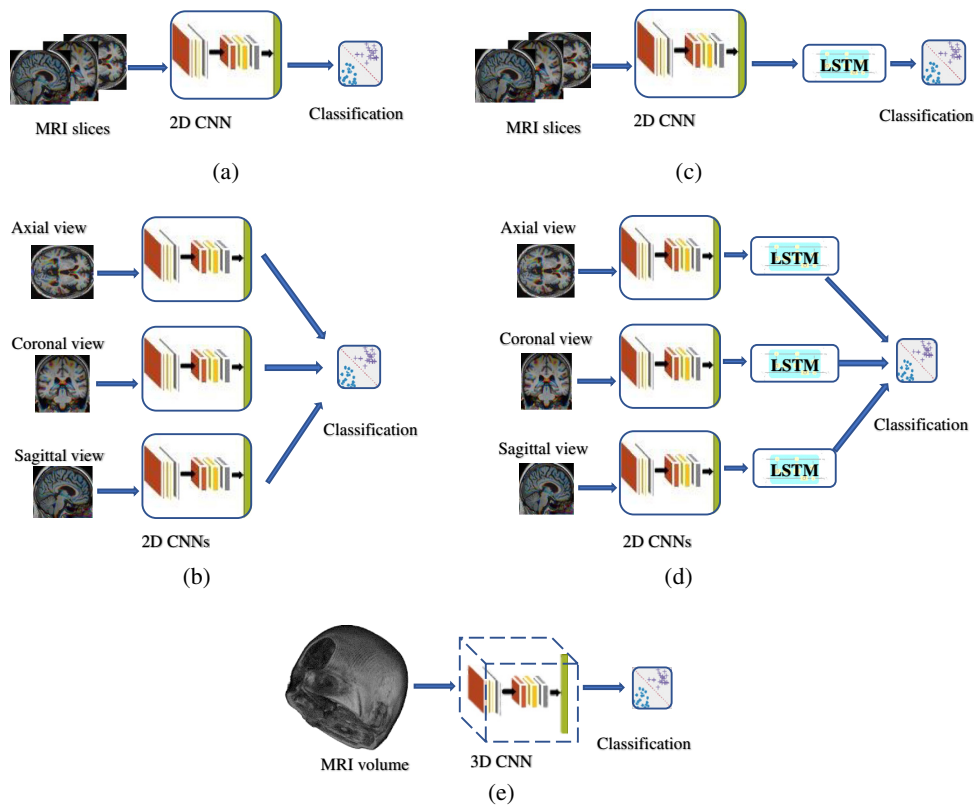 MRI slices
2D CNN
Classification
(a)
MRI slices
2D CNN
LSTM
Classification
(c)
Axial view
Coronal view
Sagittal view
2D CNNs
Classification
(b)
Axial view
LSTM
Coronal view
LSTM
Sagittal view
LSTM
2D CNNs
Classification
(d)
MRI volume
3D CNN
Classification
(e)